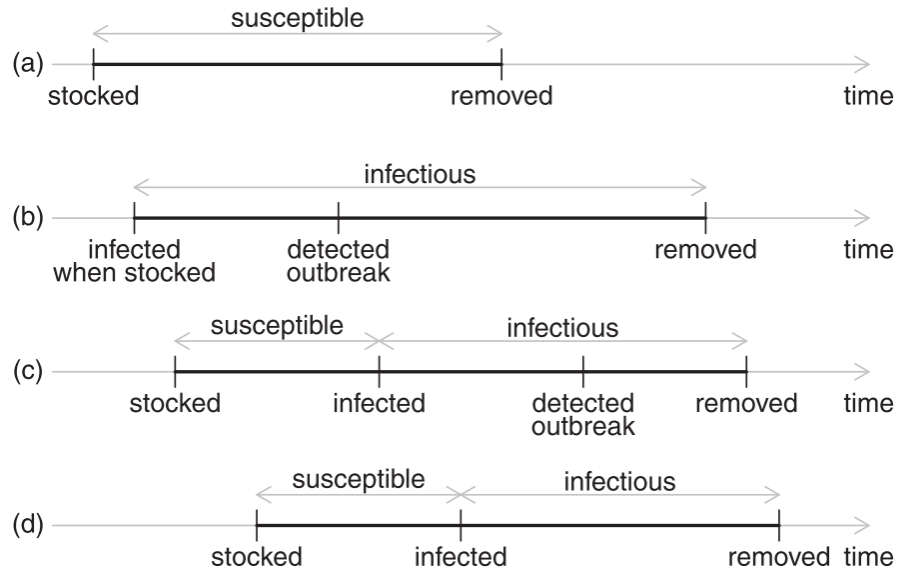 susceptible
(a)
stocked removed time
infectious
(b)
infected detected removed time
when stocked outbreak
susceptible infectious
(c)
stocked infected detected removed time
outbreak
susceptible infectious
(d)
stocked infected removed time